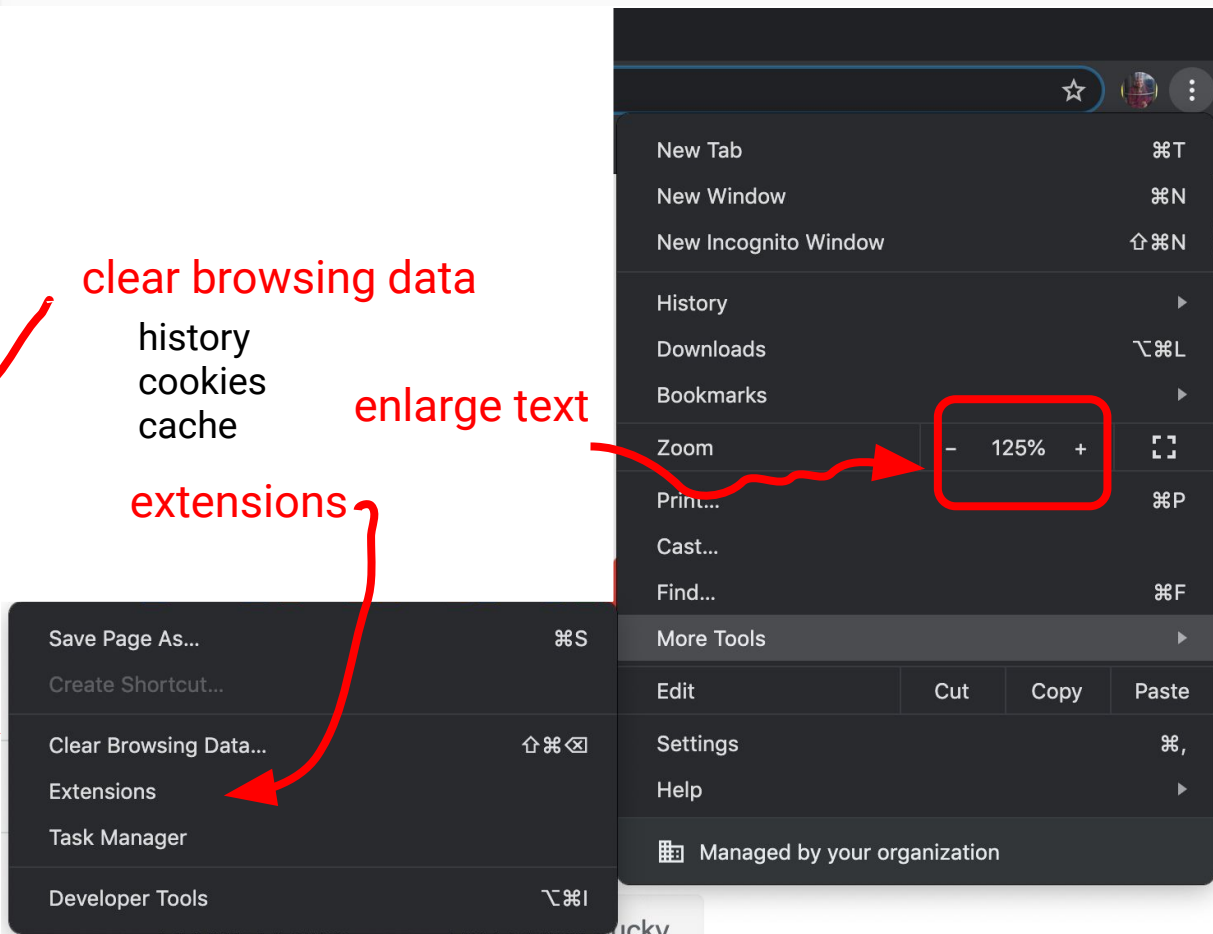 New Tab ⌘T
New Window ⌘N
New Incognito Window ⇧⌘N
clear browsing data
history
cookies
cache
History
Downloads ⌥⌘L
Bookmarks
enlarge text
Zoom - 125% +
extensions
Print... ⌘P
Cast...
Find... ⌘F
More Tools
Edit Cut Copy Paste
Settings ⌘,
Help
Managed by your organization
Save Page As... ⌘S
Create Shortcut...
Clear Browsing Data... ⇧⌘⌫
Extensions
Task Manager
Developer Tools ⌥⌘I